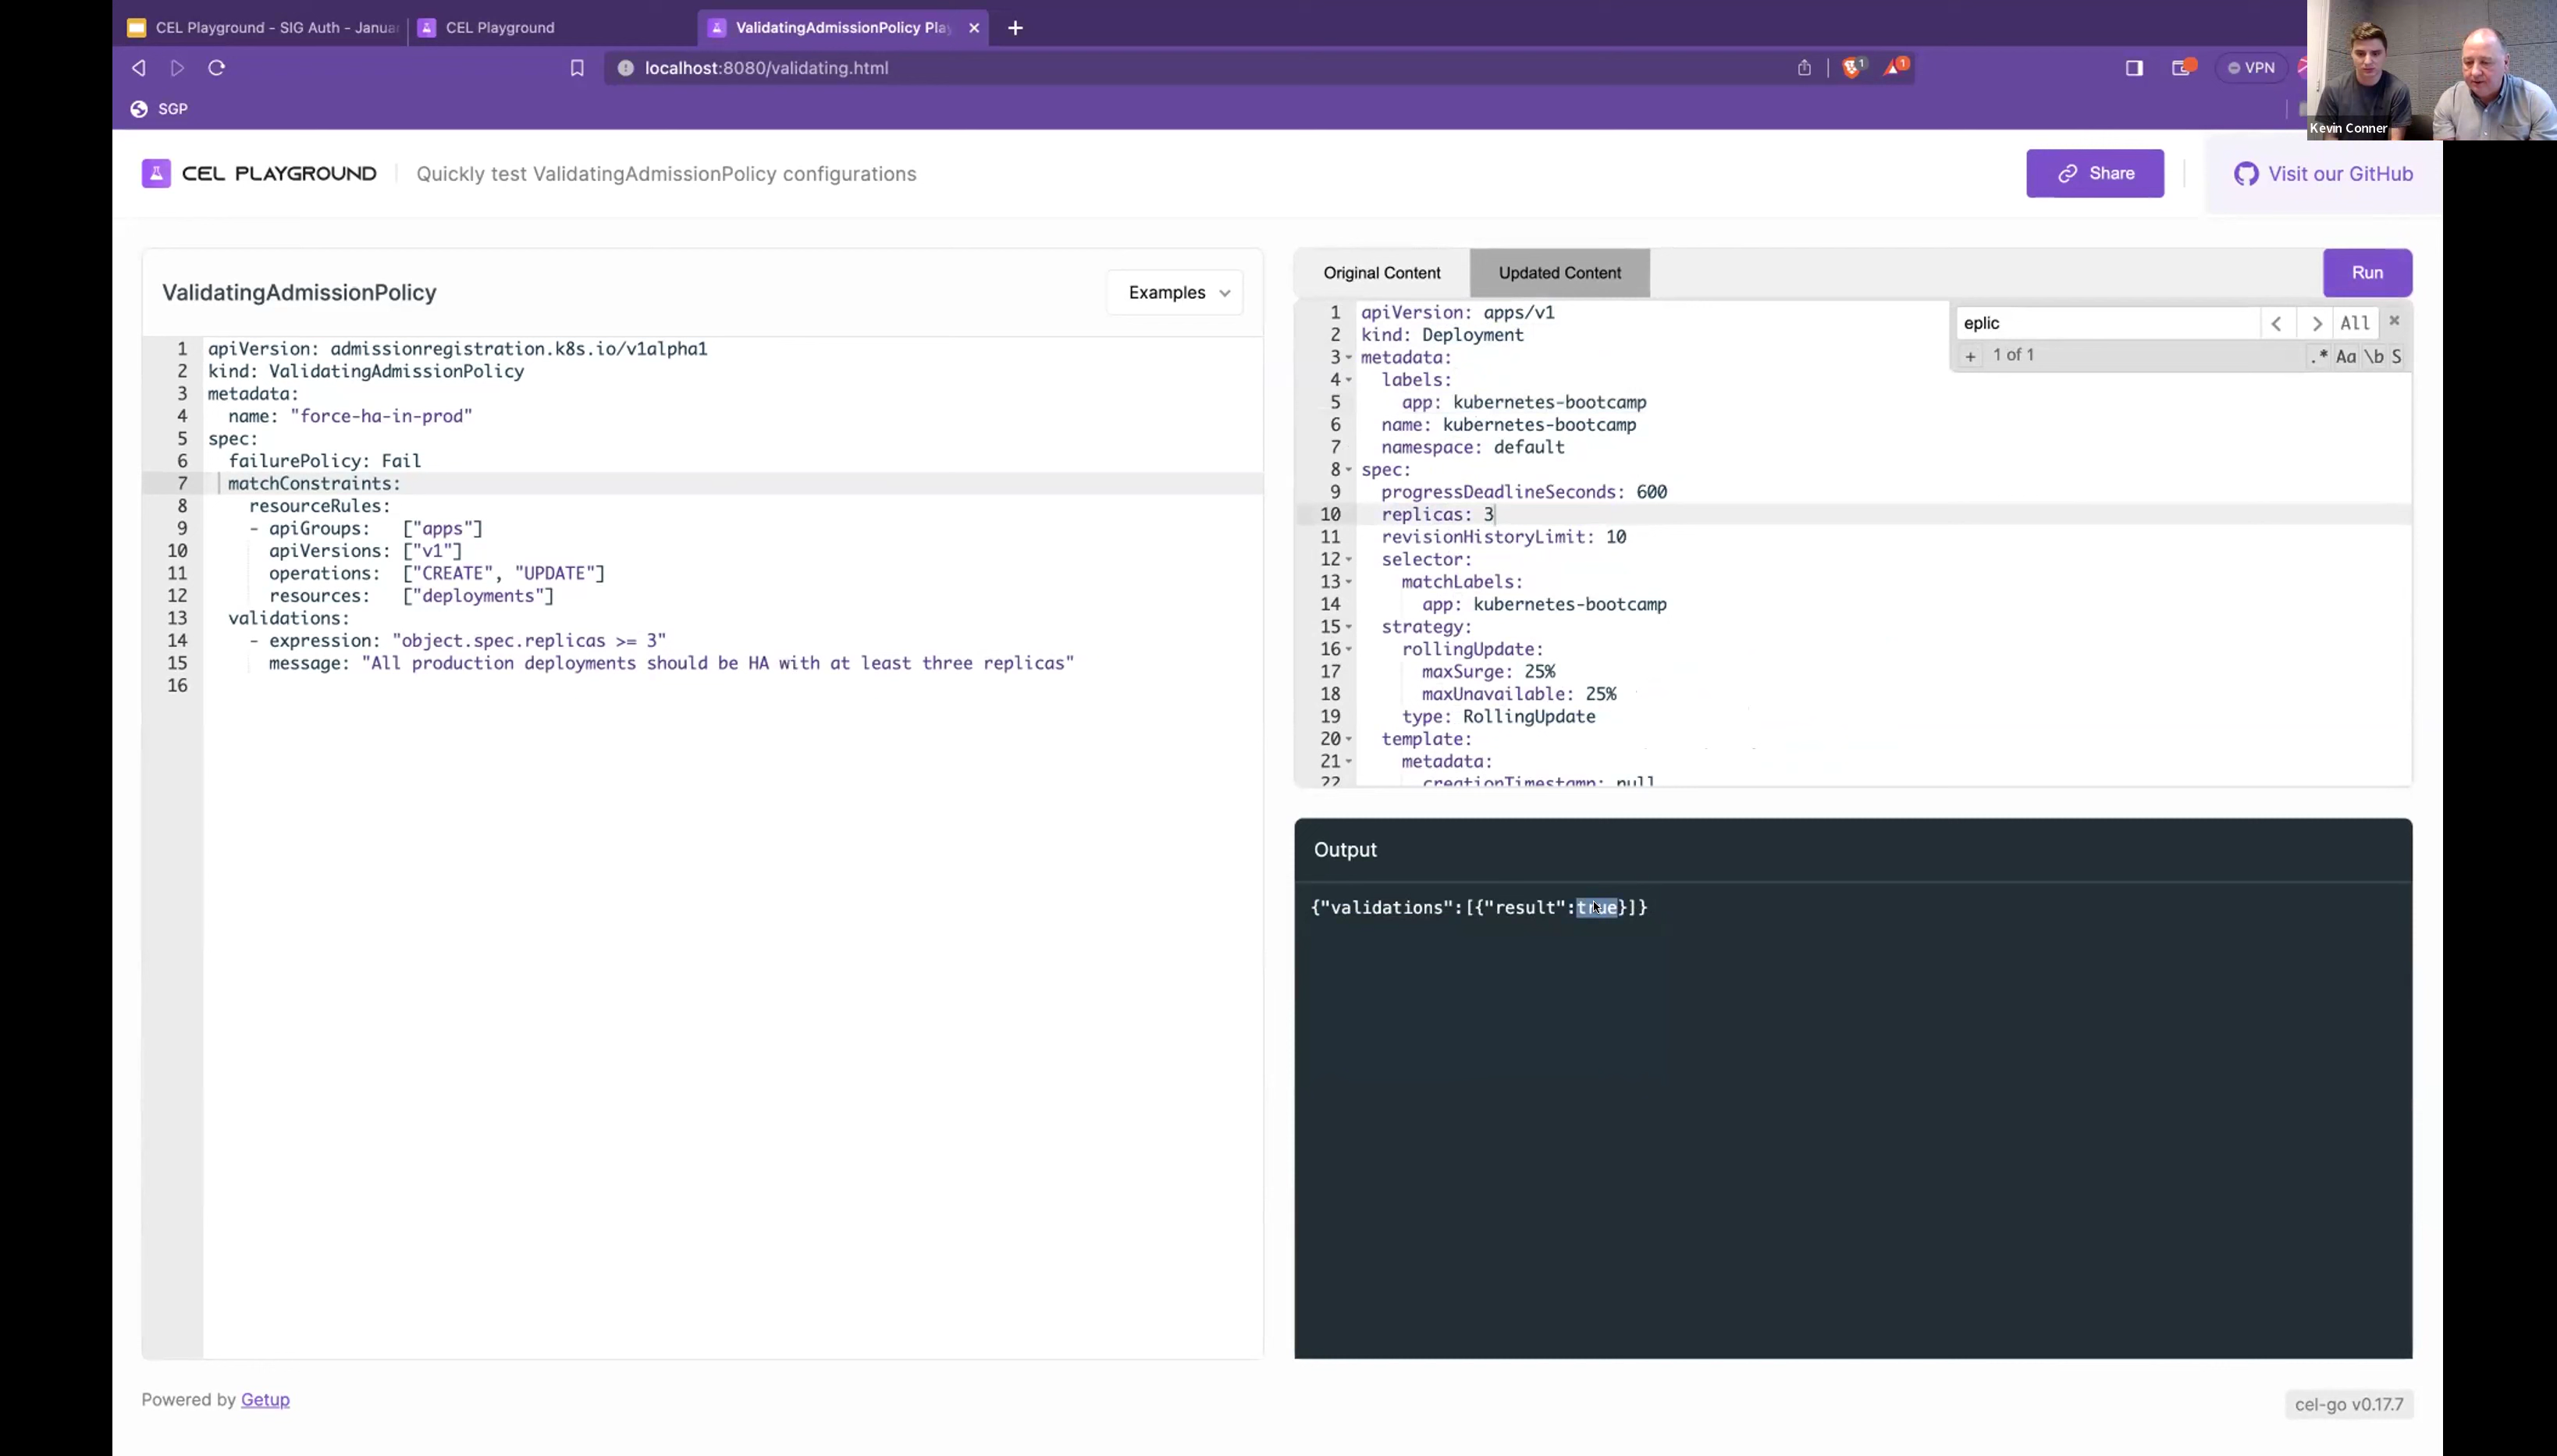 CEL Playground - SIG Auth - Janua
CEL Playground
ValidatingAdmissionPolicy Pla
localhost:8080/validating.html
1
1
VPN
SGP
Kevin Conner
CEL PLAYGROUND
Quickly test ValidatingAdmissionPolicy configurations
Share
Visit our GitHub
ValidatingAdmissionPolicy
Examples
1 apiVersion: admissionregistration.k8s.io/v1alpha1
2 kind: ValidatingAdmissionPolicy
3 metadata:
4 name: "force-ha-in-prod"
5 spec:
6 failurePolicy: Fail
7 matchConstraints:
8 resourceRules:
9 - apiGroups: ["apps"]
10 apiVersions: ["v1"]
11 operations: ["CREATE", "UPDATE"]
12 resources: ["deployments"]
13 validations:
14 - expression: "object.spec.replicas >= 3"
15 message: "All production deployments should be HA with at least three replicas"
16
Original Content
Updated Content
Run
1 apiVersion: apps/v1
2 kind: Deployment
3 metadata:
4 labels:
5 app: kubernetes-bootcamp
6 name: kubernetes-bootcamp
7 namespace: default
8 spec:
9 progressDeadlineSeconds: 600
10 replicas: 3
11 revisionHistoryLimit: 10
12 selector:
13 matchLabels:
14 app: kubernetes-bootcamp
15 strategy:
16 rollingUpdate:
17 maxSurge: 25%
18 maxUnavailable: 25%
19 type: RollingUpdate
20 template:
21 metadata:
22 creationTimestamp: null
eplic
All
+ 1 of 1
.* Aa \b S
Output
{"validations":[{"result":true}]}
Powered by Getup
cel-go v0.17.7